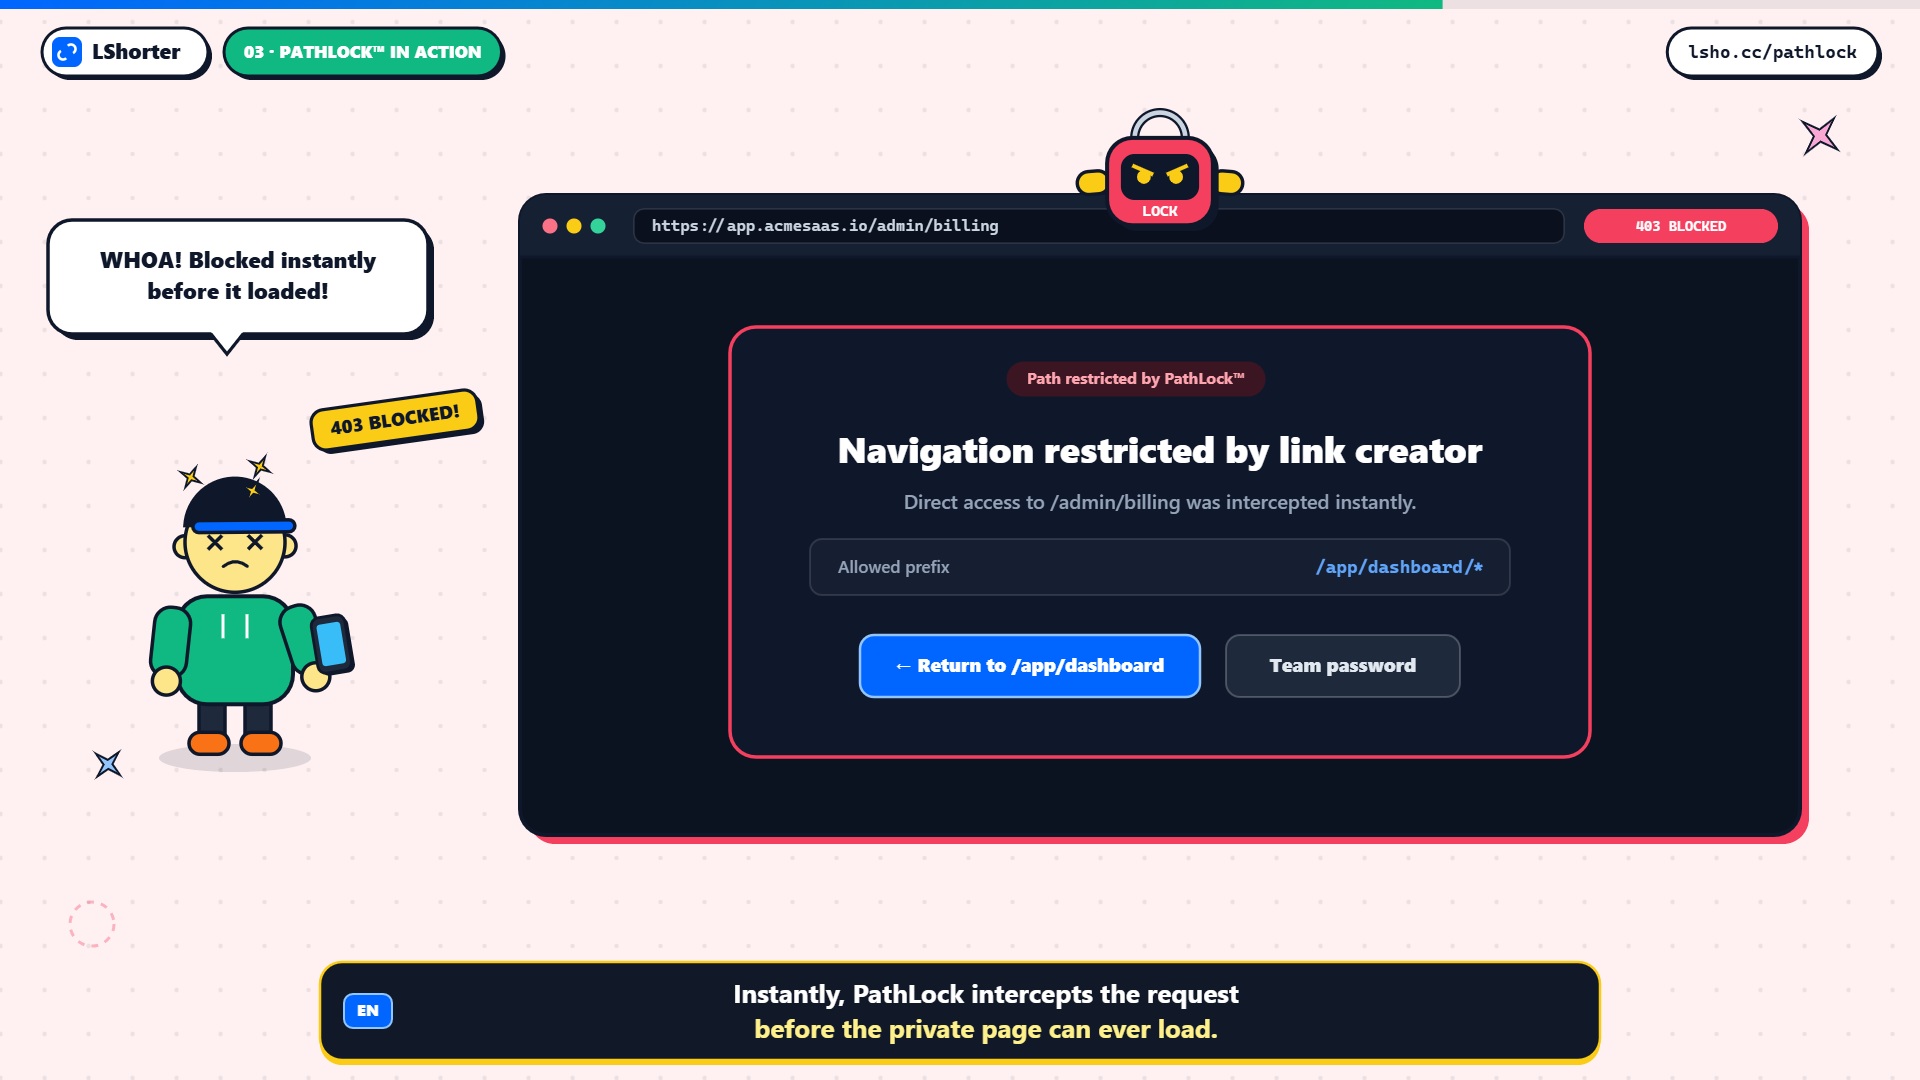 LShorter
03 · PATHLOCK™ IN ACTION
lsho.cc/pathlock
LOCK
https://app.acmesaas.io/admin/billing
403 BLOCKED
WHOA! Blocked instantly
before it loaded!
403 BLOCKED!
Path restricted by PathLock™
Navigation restricted by link creator
Direct access to /admin/billing was intercepted instantly.
Allowed prefix
/app/dashboard/*
← Return to /app/dashboard
Team password
EN
Instantly, PathLock intercepts the request
before the private page can ever load.